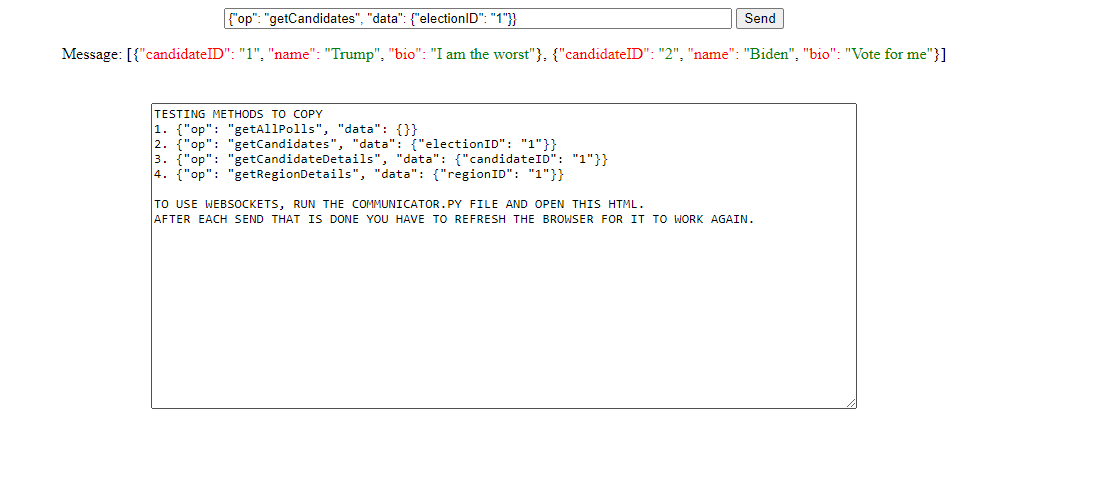 {"op": "getCandidates", "data": {"electionID": "1"}} Send
Message: [{"candidateID": "1", "name": "Trump", "bio": "I am the worst"}, {"candidateID": "2", "name": "Biden", "bio": "Vote for me"}]
TESTING METHODS TO COPY
1. {"op": "getAllPolls", "data": {}}
2. {"op": "getCandidates", "data": {"electionID": "1"}}
3. {"op": "getCandidateDetails", "data": {"candidateID": "1"}}
4. {"op": "getRegionDetails", "data": {"regionID": "1"}}
TO USE WEBSOCKETS, RUN THE COMMUNICATOR.PY FILE AND OPEN THIS HTML.
AFTER EACH SEND THAT IS DONE YOU HAVE TO REFRESH THE BROWSER FOR IT TO WORK AGAIN.